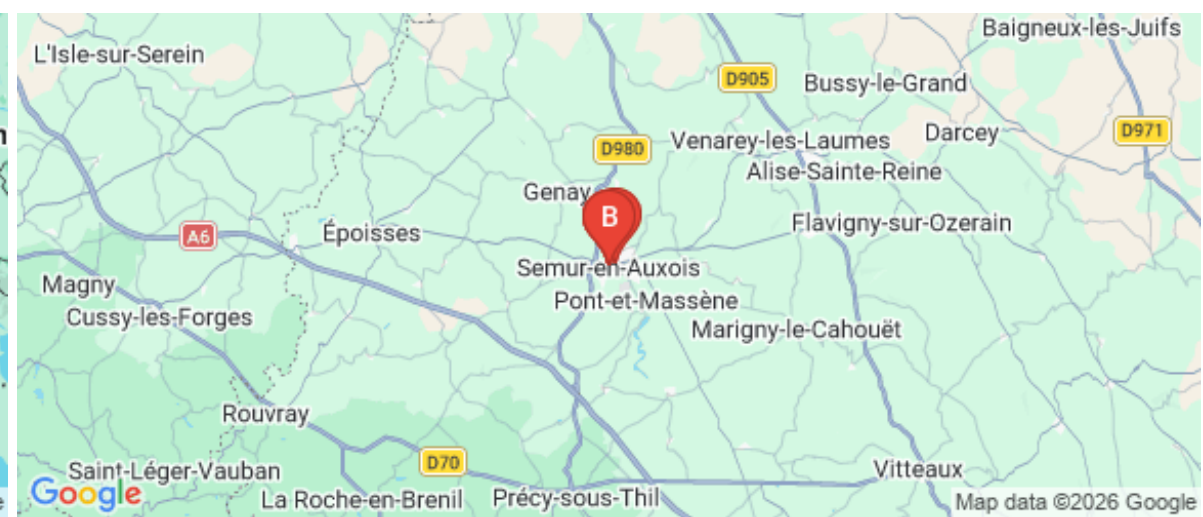 Baigneux-les-Juifs
L'Isle-sur-Serein
D905
Bussy-le-Grand
D971
Darcey
D980
Venarey-les-Laumes
Alise-Sainte-Reine
Genay
B
Flavigny-sur-Ozerain
A6
Époisses
Semur-en-Auxois
Magny
Pont-et-Massène
Cussy-les-Forges
Marigny-le-Cahouët
Rouvray
D70
Saint-Léger-Vauban
Vitteaux
Google
La Roche-en-Brenil
Précy-sous-Thil
Map data ©2026 Google